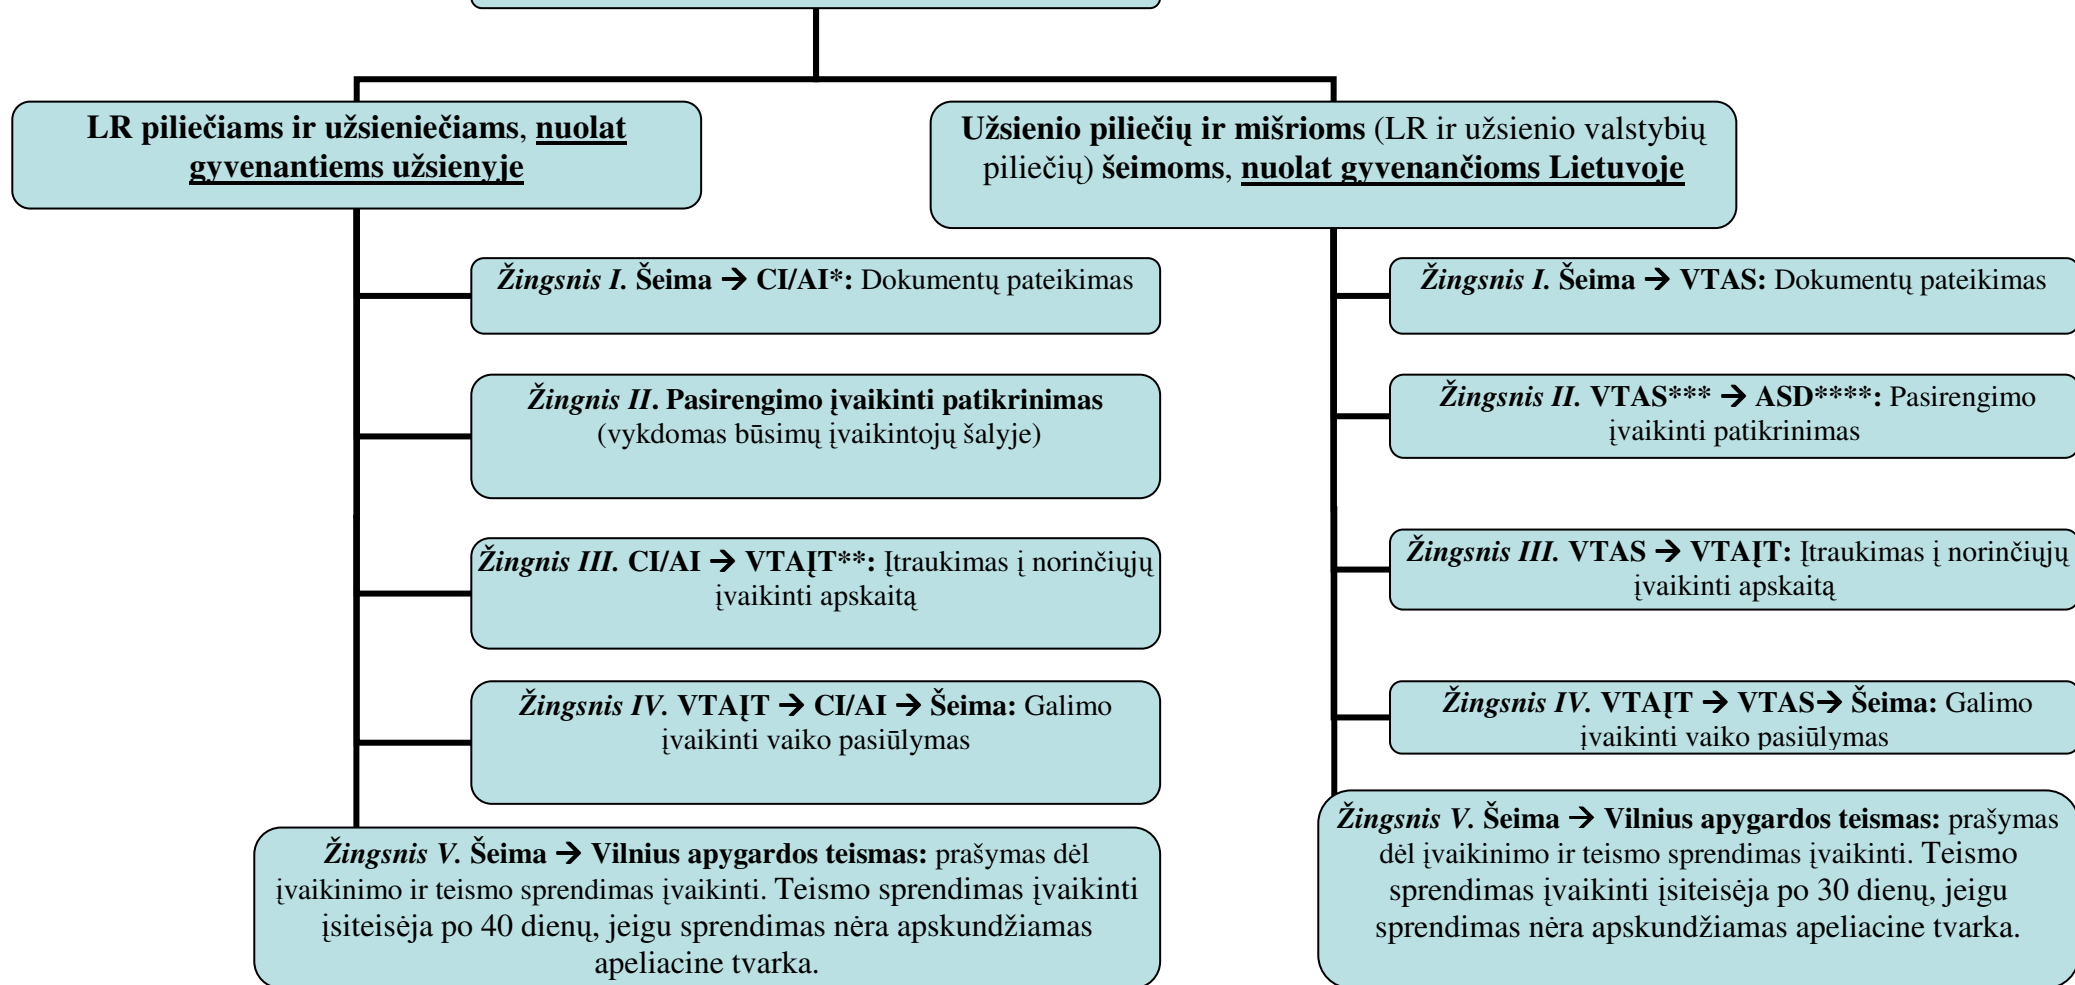 LR piliečiams ir užsieniečiams, nuolat
gyvenantiems užsienyje
Žingsnis I. Šeima → CI/AI*: Dokumentų pateikimas
Žingnis II. Pasirengimo įvaikinti patikrinimas
(vykdomas būsimų įvaikintojų šalyje)
Žingnis III. CI/AI → VTAĮT**: Įtraukimas į norinčiųjų
įvaikinti apskaitą
Žingsnis IV. VTAĮT → CI/AI → Šeima: Galimo
įvaikinti vaiko pasiūlymas
Žingsnis V. Šeima → Vilnius apygardos teismas: prašymas dėl
įvaikinimo ir teismo sprendimas įvaikinti. Teismo sprendimas įvaikinti
įsiteisėja po 40 dienų, jeigu sprendimas nėra apskundžiamas
apeliacine tvarka.
Užsienio piliečių ir mišrioms (LR ir užsienio valstybių
piliečių) šeimoms, nuolat gyvenančioms Lietuvoje
Žingsnis I. Šeima → VTAS: Dokumentų pateikimas
Žingsnis II. VTAS*** → ASD****: Pasirengimo
įvaikinti patikrinimas
Žingsnis III. VTAS → VTAĮT: Įtraukimas į norinčiųjų
įvaikinti apskaitą
Žingsnis IV. VTAĮT → VTAS→ Šeima: Galimo
įvaikinti vaiko pasiūlymas
Žingsnis V. Šeima → Vilnius apygardos teismas: prašymas
dėl įvaikinimo ir teismo sprendimas įvaikinti. Teismo
sprendimas įvaikinti įsiteisėja po 30 dienų, jeigu
sprendimas nėra apskundžiamas apeliacine tvarka.